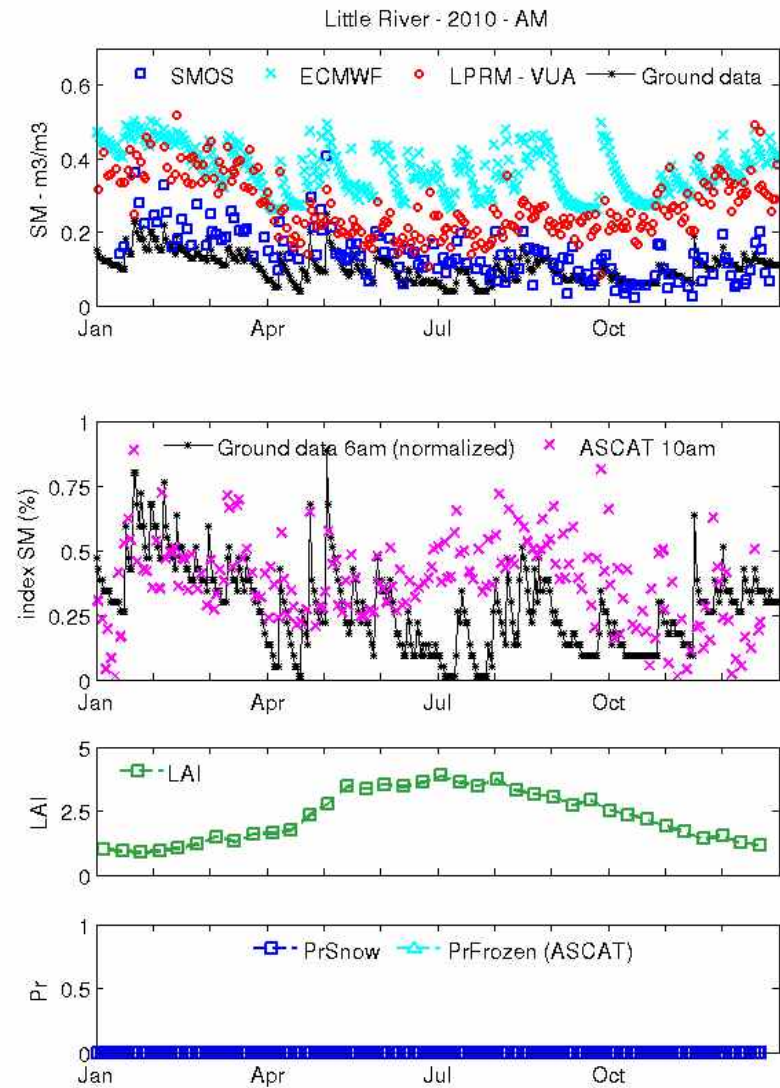 Little River - 2010 - AM
SMOS ECMWF LPRM - VUA Ground data
SM - m3/m3
0.6
0.4
0.2
0
Jan Apr Jul Oct
Ground data 6am (normalized) ASCAT 10am
index SM (%)
1
0.75
0.5
0.25
0
Jan Apr Jul Oct
LAI
LAI
5
2.5
0
PrSnow PrFrozen (ASCAT)
Pr
1
0.5
0
Jan Apr Jul Oct